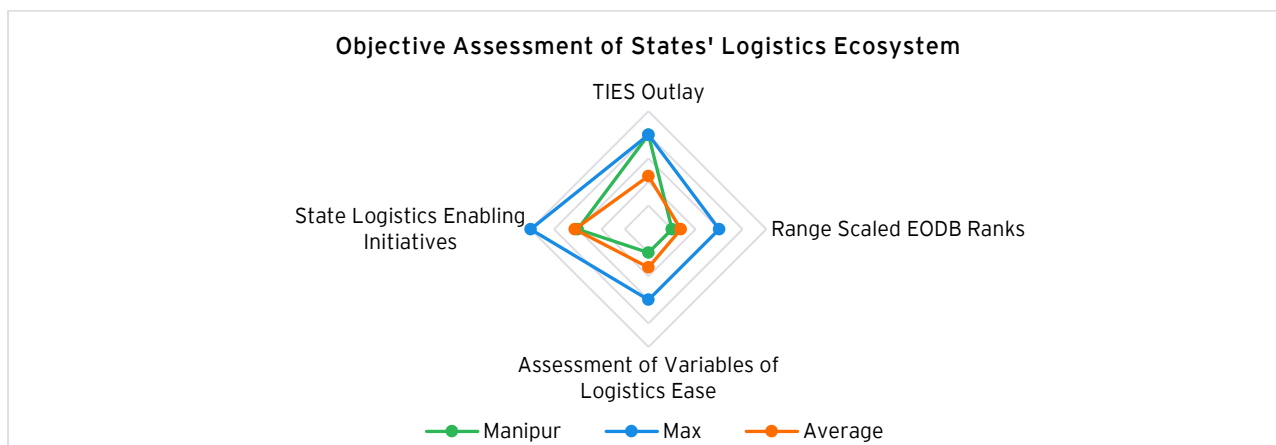 Objective Assessment of States' Logistics Ecosystem
TIES Outlay
State Logistics Enabling
Initiatives
Range Scaled EODB Ranks
Assessment of Variables of
Logistics Ease
Manipur
Max
Average